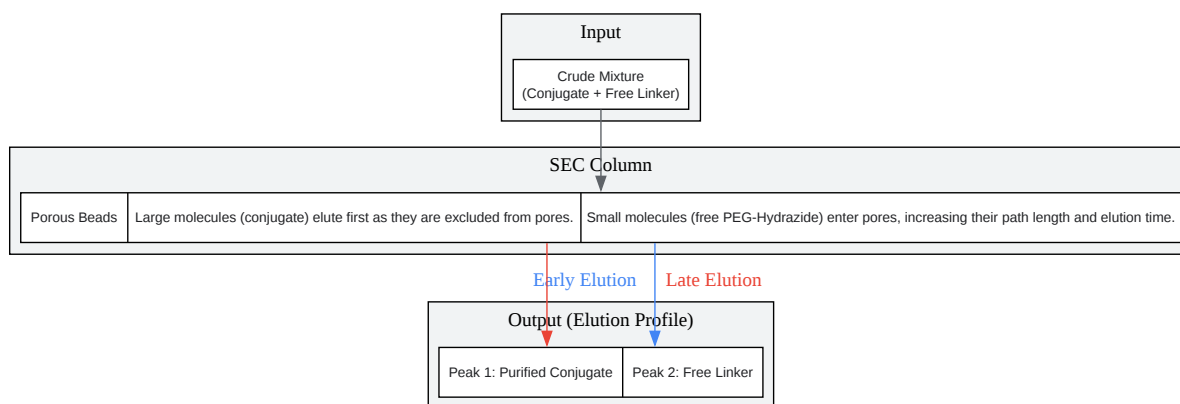 Input
Crude Mixture
(Conjugate + Free Linker)
SEC Column
Porous Beads
Large molecules (conjugate) elute first as they are excluded from pores.
Small molecules (free PEG-Hydrazide) enter pores, increasing their path length and elution time.
Early Elution
Late Elution
Output (Elution Profile)
Peak 1: Purified Conjugate
Peak 2: Free Linker